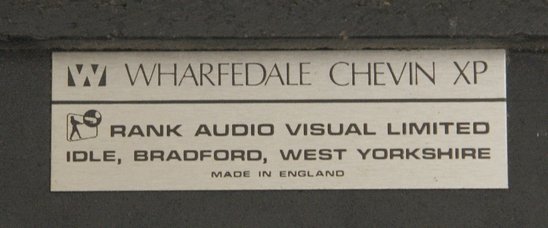 W WHARFEDALE CHEVIN XP
RANK AUDIO VISUAL LIMITED
IDLE, BRADFORD, WEST YORKSHIRE
MADE IN ENGLAND